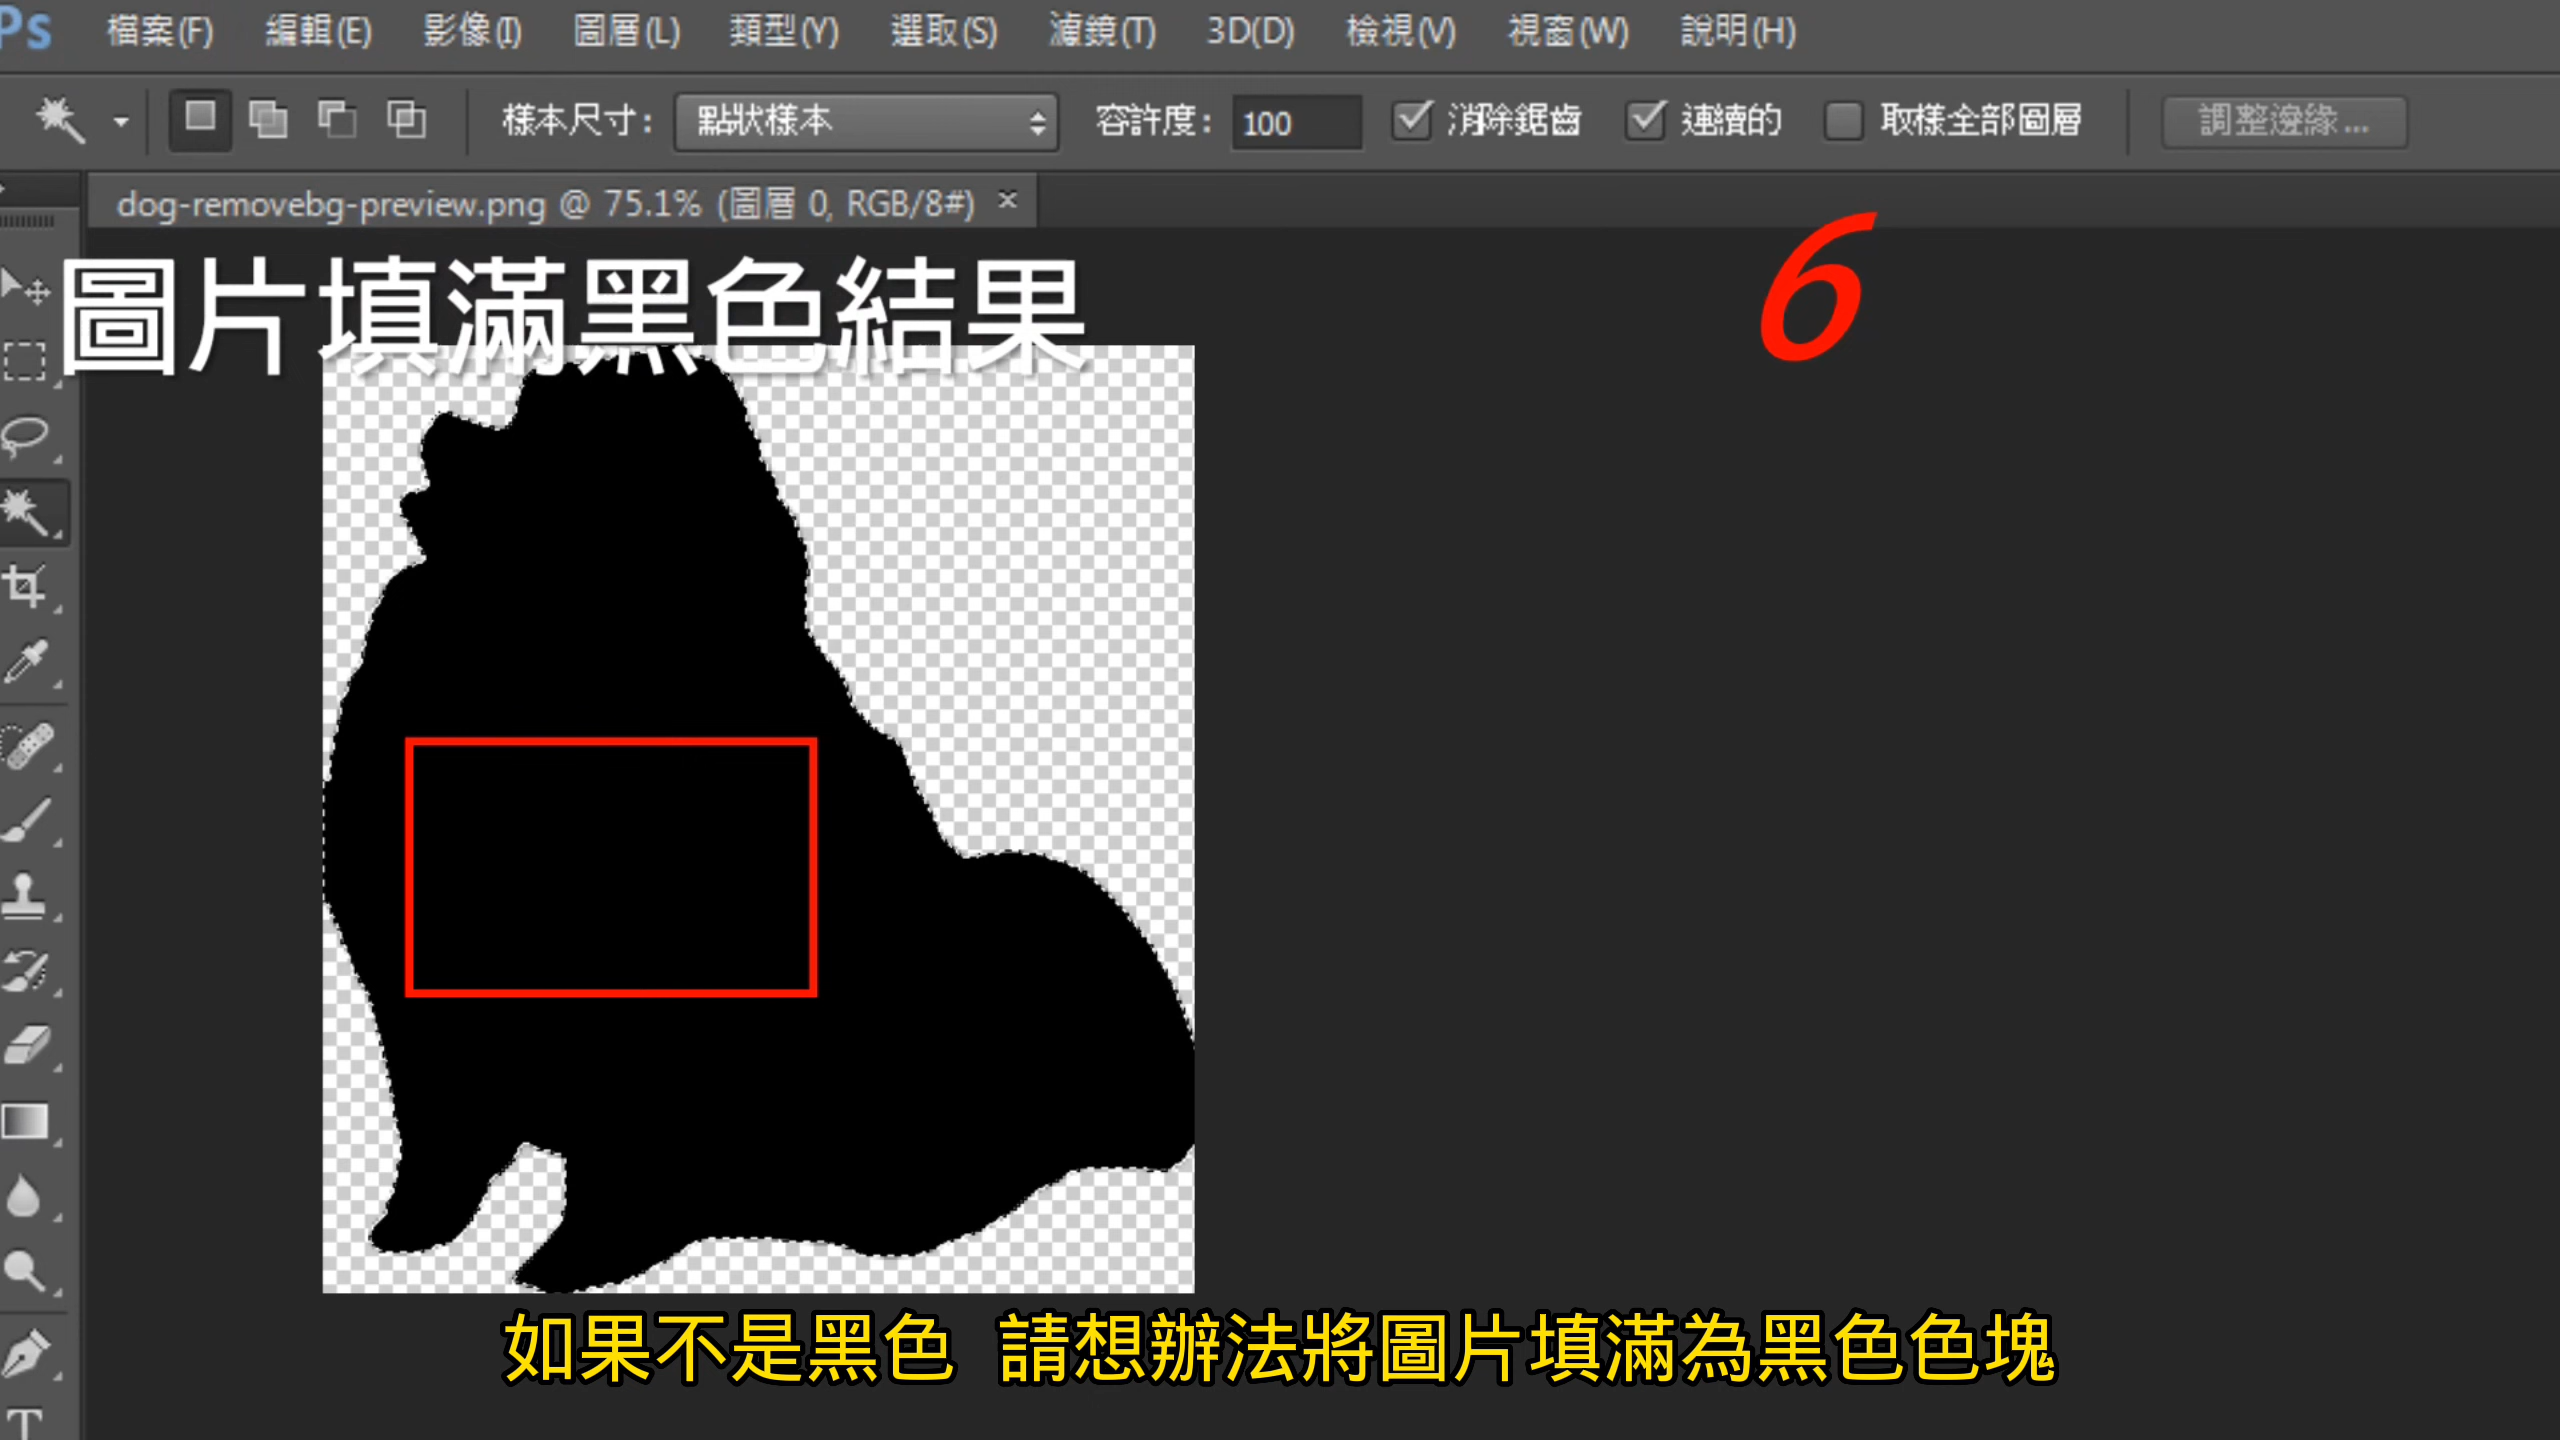 Ps 檔案(F) 編輯(E) 影像(I) 圖層(L) 類型(Y) 選取(S) 濾鏡(T) 3D(D) 檢視(V) 視窗(W) 說明(H)
樣本尺寸： 點狀樣本 容許度： 100 消除鋸齒 連續的 取樣全部圖層 調整邊緣...
dog-removebg-preview.png @ 75.1% (圖層 0, RGB/8#) ×
6
圖片填滿黑色結果
如果不是黑色 請想辦法將圖片填滿為黑色色塊
T